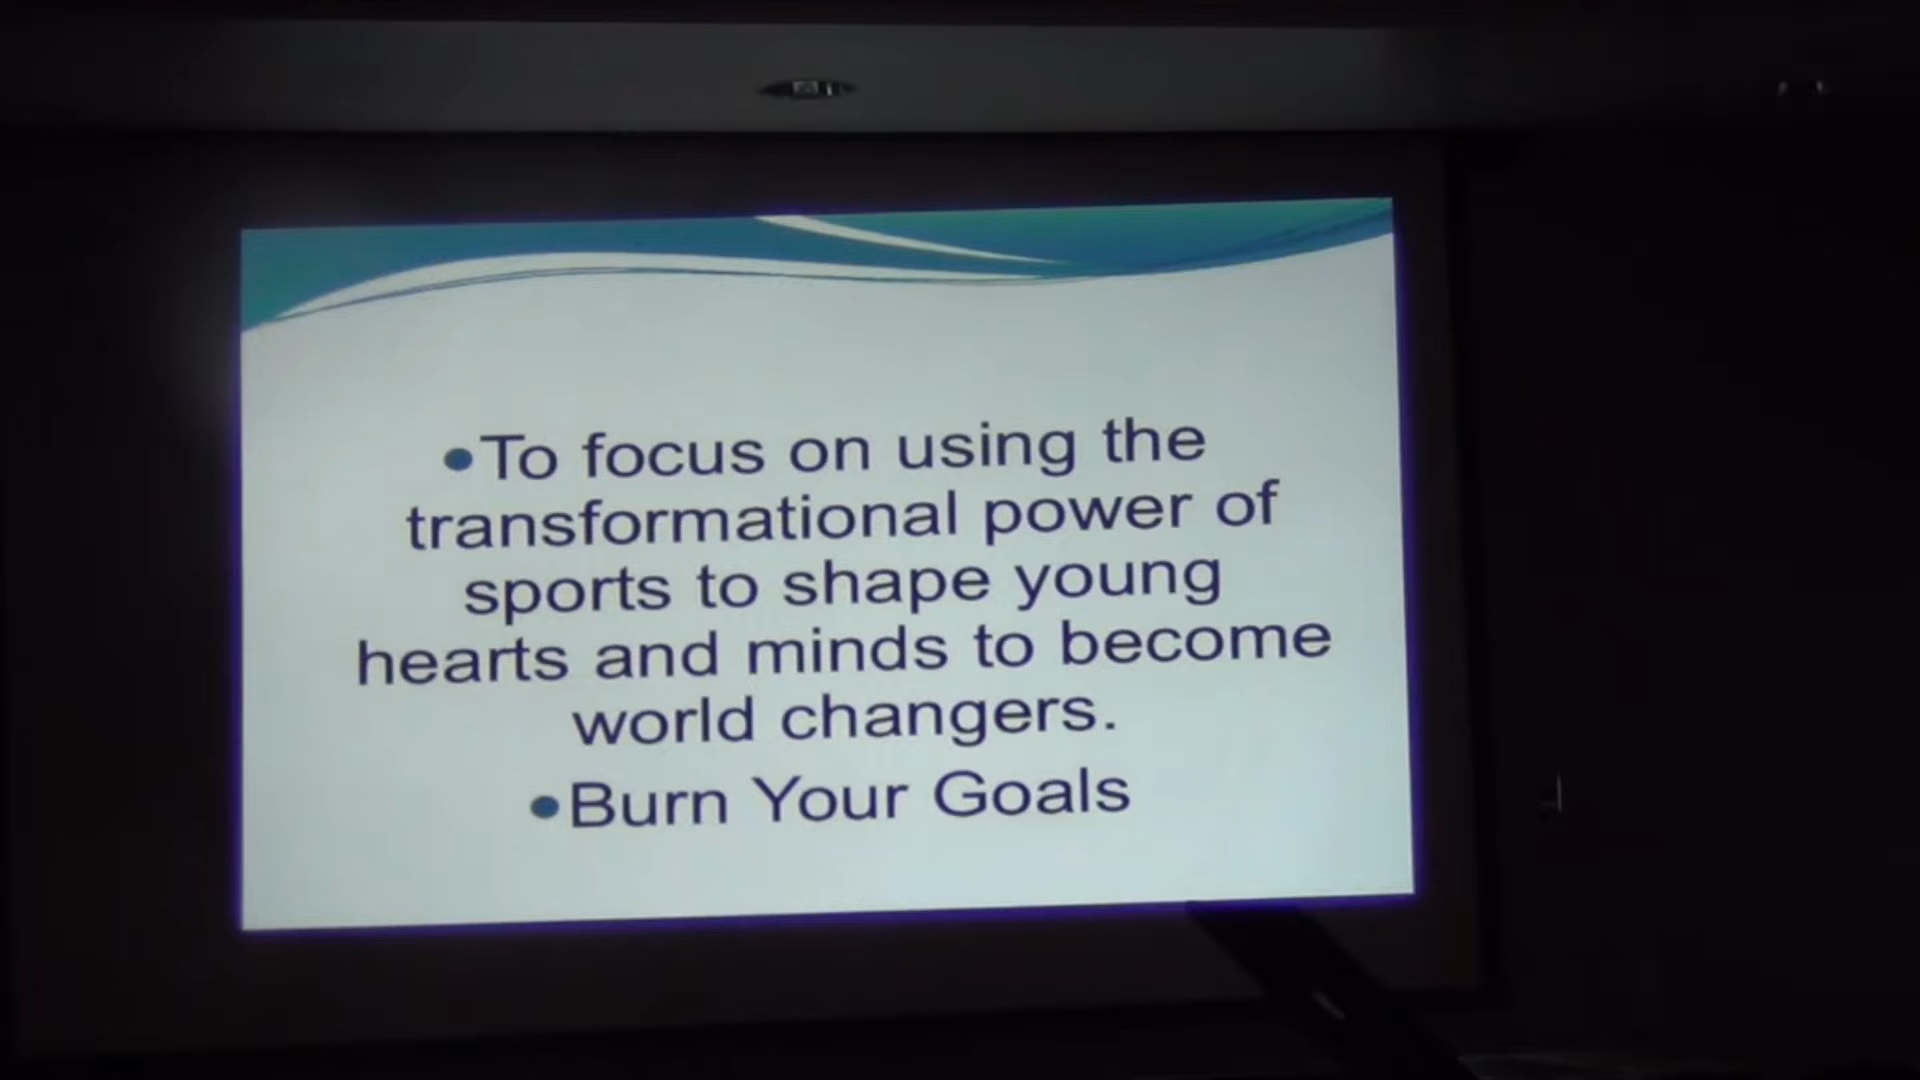 •To focus on using the
transformational power of
sports to shape young
hearts and minds to become
world changers.
•Burn Your Goals